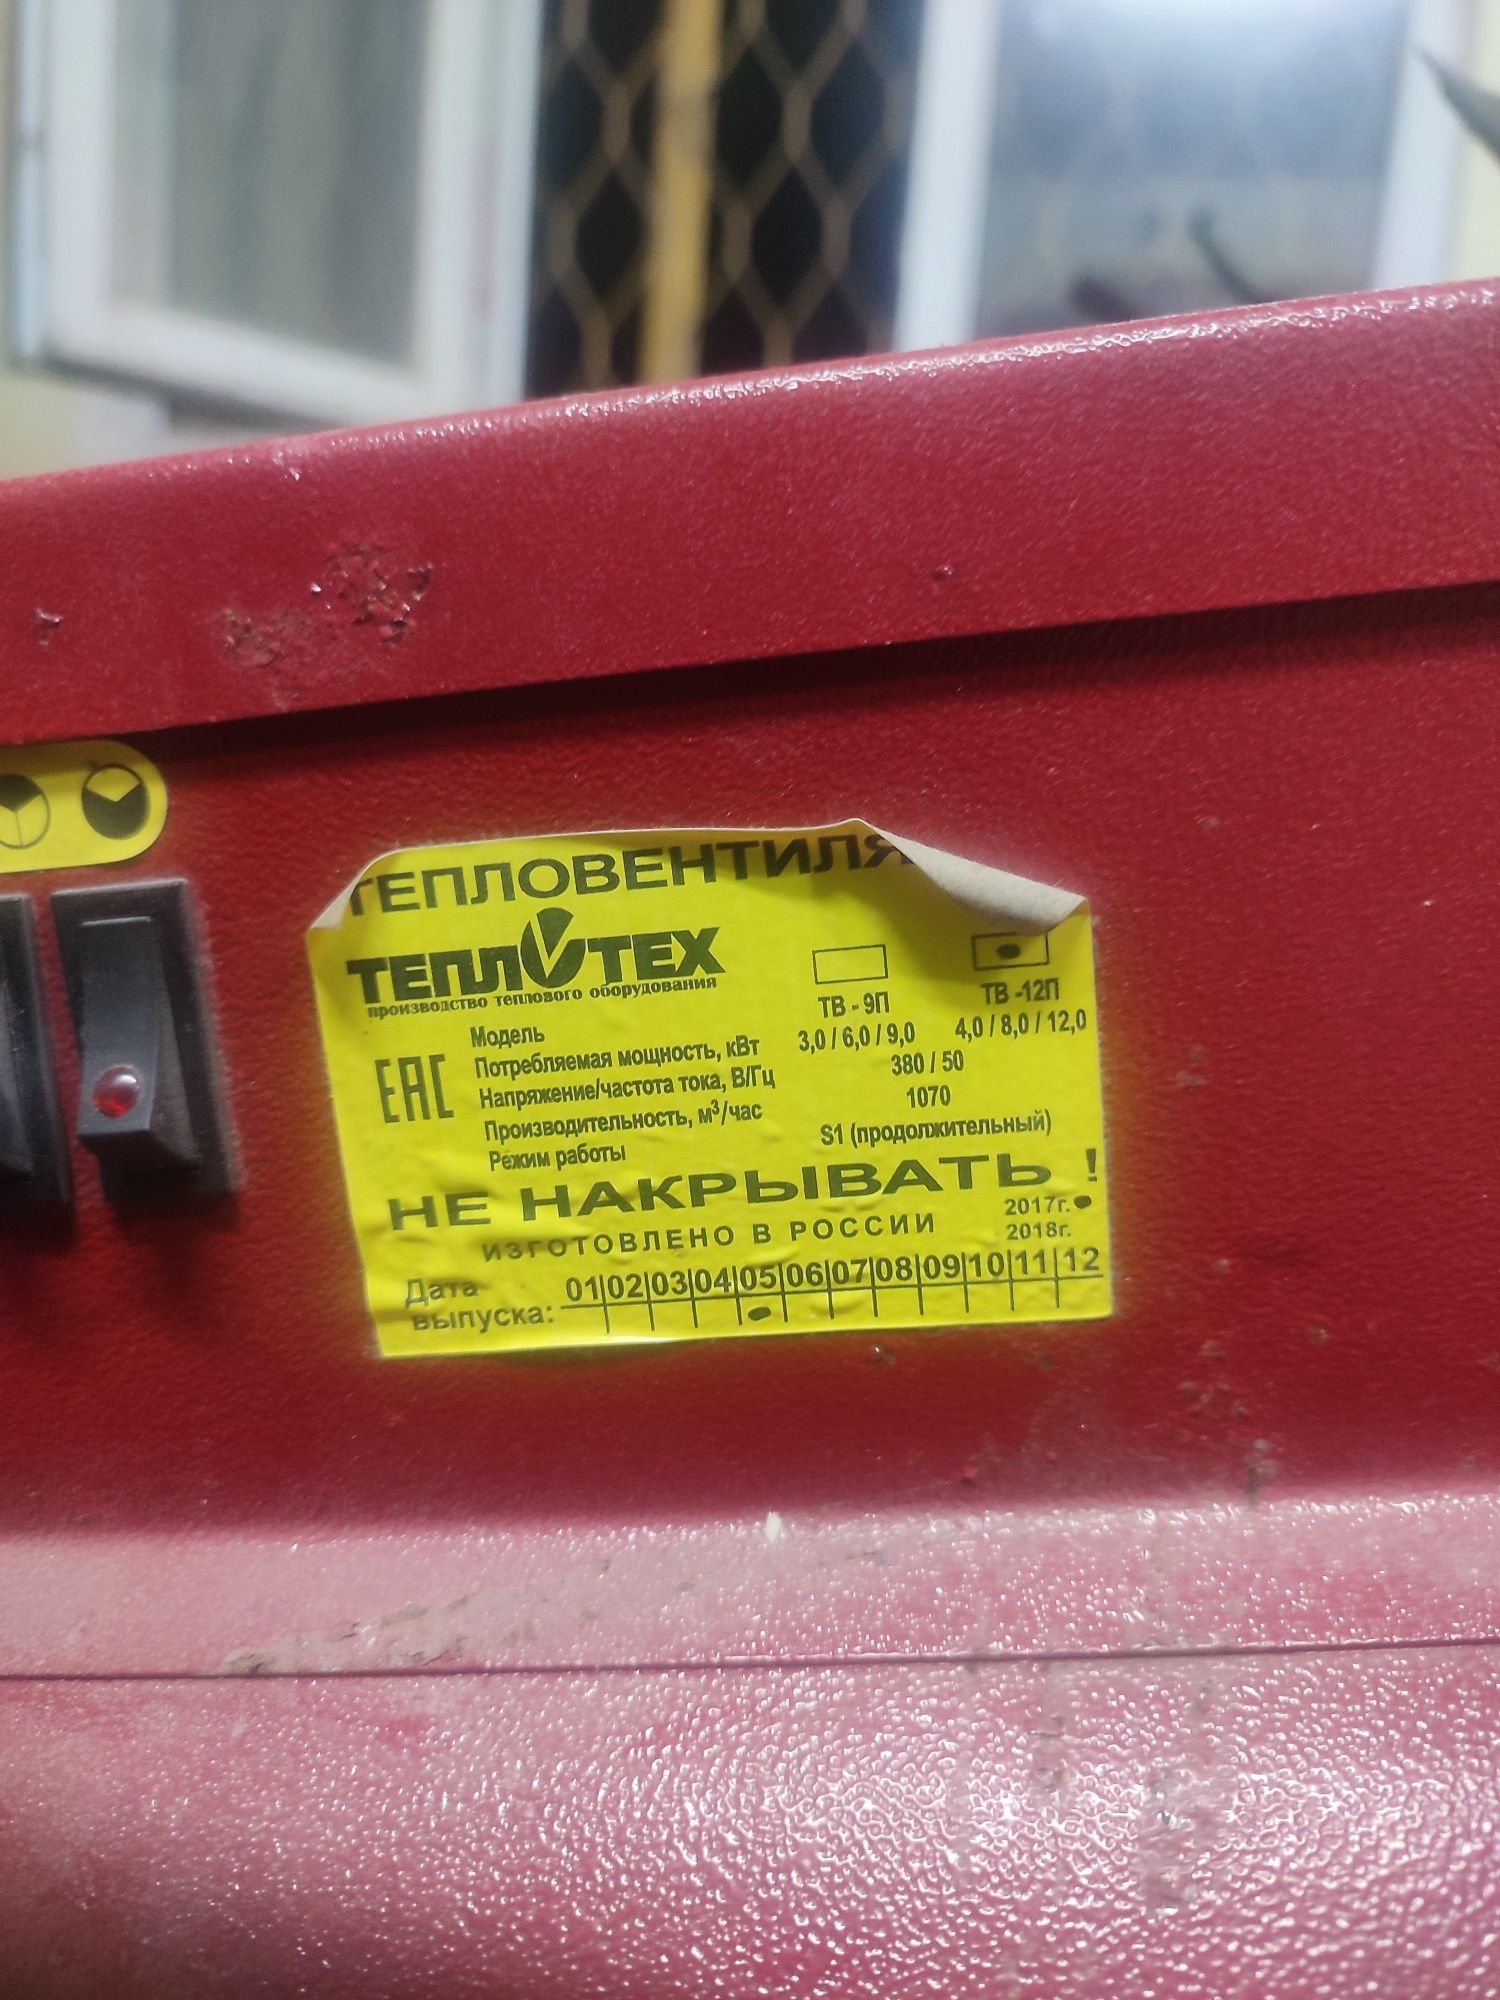 ТЕПЛОВЕНТИЛЯ
ТЕПЛОТЕХ
производство теплового оборудования
Модель ТВ - 9П ТВ -12П
Потребляемая мощность, кВт 3,0 / 6,0 / 9,0 4,0 / 8,0 / 12,0
Напряжение/частота тока, В/Гц 380 / 50
Производительность, м³/час 1070
Режим работы S1 (продолжительный)
ЕАС
НЕ НАКРЫВАТЬ !
ИЗГОТОВЛЕНО В РОССИИ
2017г.
2018г.
Дата выпуска: 01 02 03 04 05 06 07 08 09 10 11 12